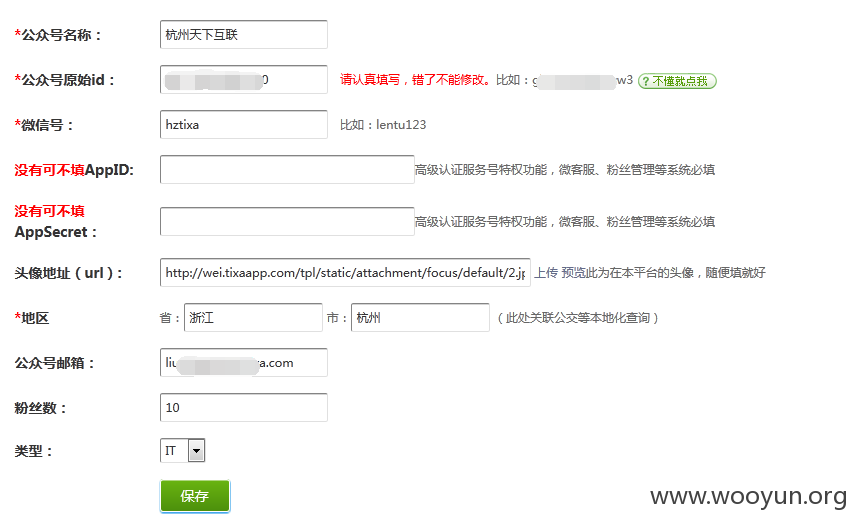 *公众号名称： 杭州天下互联
*公众号原始id： 0 请认真填写，错了不能修改。比如：g w3 ? 不懂就点我
*微信号： hztixa 比如：lentu123
没有可不填AppID: 高级认证服务号特权功能，微客服、粉丝管理等系统必填
没有可不填
AppSecret： 高级认证服务号特权功能，微客服、粉丝管理等系统必填
头像地址（url）： http://wei.tixaapp.com/tpl/static/attachment/focus/default/2.jp 上传 预览此为在本平台的头像，随便填就好
*地区 省：浙江 市：杭州 （此处关联公交等本地化查询）
公众号邮箱： liu a.com
粉丝数： 10
类型： IT
保存
www.wooyun.org